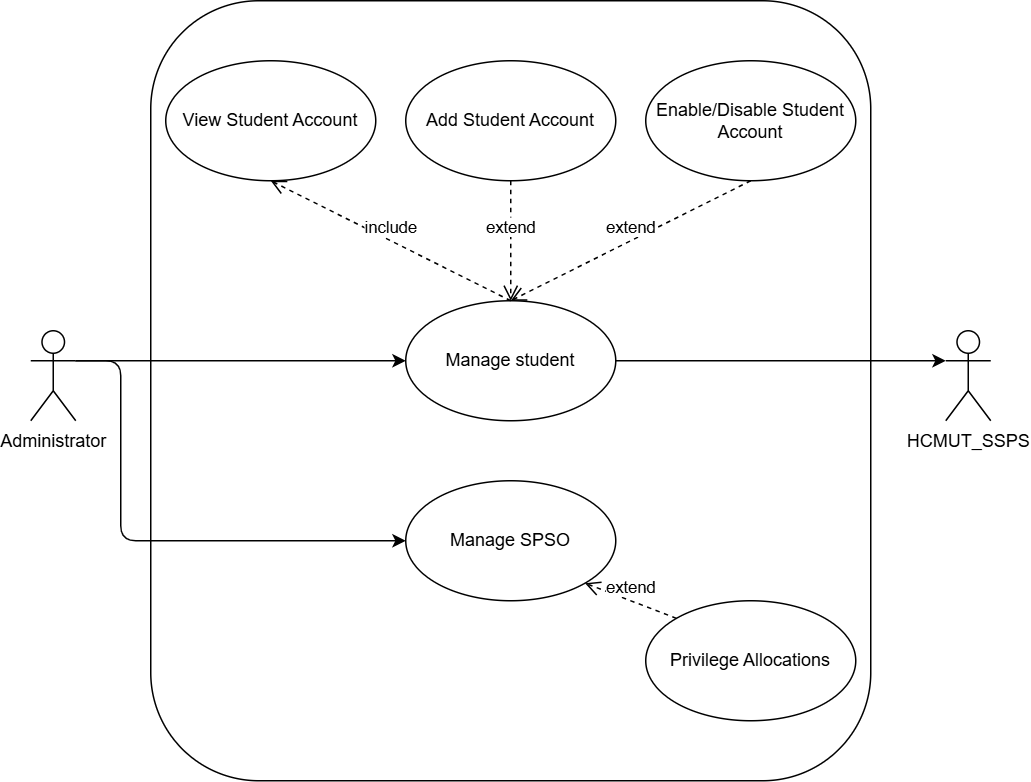 View Student Account
Add Student Account
Enable/Disable Student
Account
include
extend
extend
Manage student
Administrator
HCMUT_SSPS
Manage SPSO
extend
Privilege Allocations